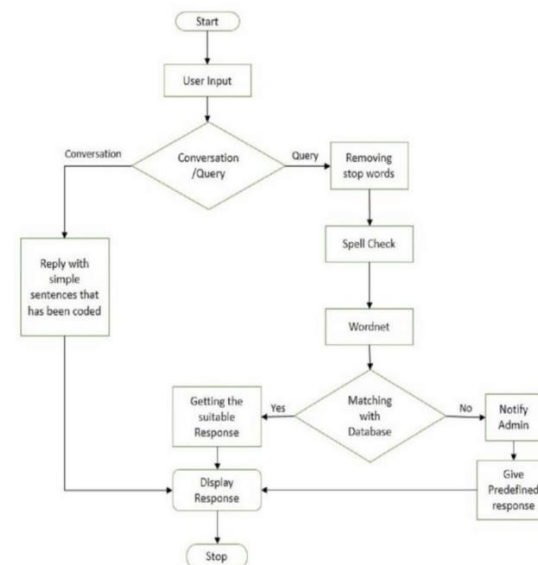 Start
User Input
Conversation
Conversation
/Query
Query
Removing
stop words
Spell Check
Reply with
simple
sentences that
has been coded
Wordnet
Getting the
suitable
Response
Yes
Matching
with
Database
No
Notify
Admin
Display
Response
Give
Predefined
response
Stop